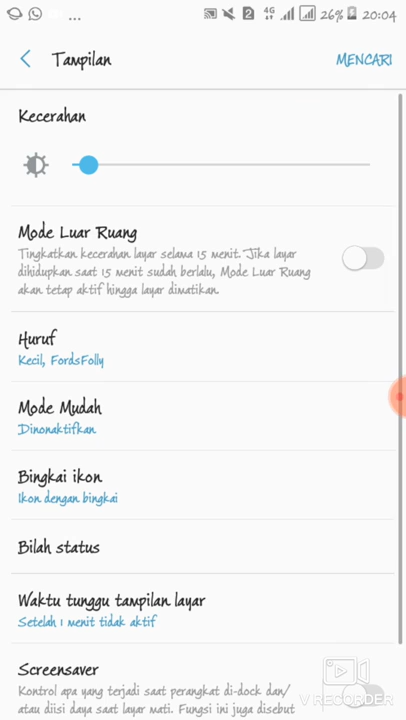 4G 26% 20:04
Tampilan MENCARI
Kecerahan
Mode Luar Ruang
Tingkatkan kecerahan layar selama 15 menit. Jika layar
dihidupkan saat 15 menit sudah berlalu, Mode Luar Ruang
akan tetap aktif hingga layar dimatikan.
Huruf
Kecil, FordsFolly
Mode Mudah
Dinonaktifkan
Bingkai ikon
Ikon dengan bingkai
Bilah status
Waktu tunggu tampilan layar
Setelah 1 menit tidak aktif
Screensaver
Kontrol apa yang terjadi saat perangkat di-dock dan/
atau diisi daya saat layar mati. Fungsi ini juga disebut
V RECORDER